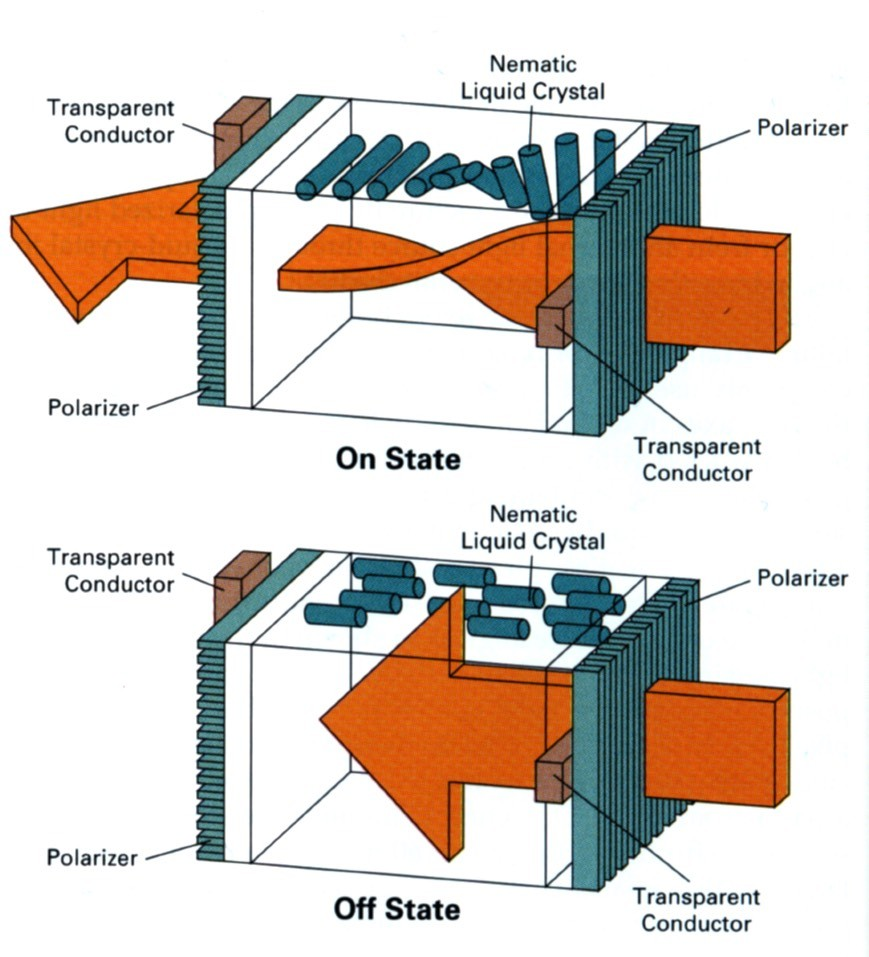 Nematic
Liquid Crystal
Transparent
Conductor
Polarizer
Polarizer
Transparent
Conductor
On State
Nematic
Liquid Crystal
Transparent
Conductor
Polarizer
Polarizer
Transparent
Conductor
Off State